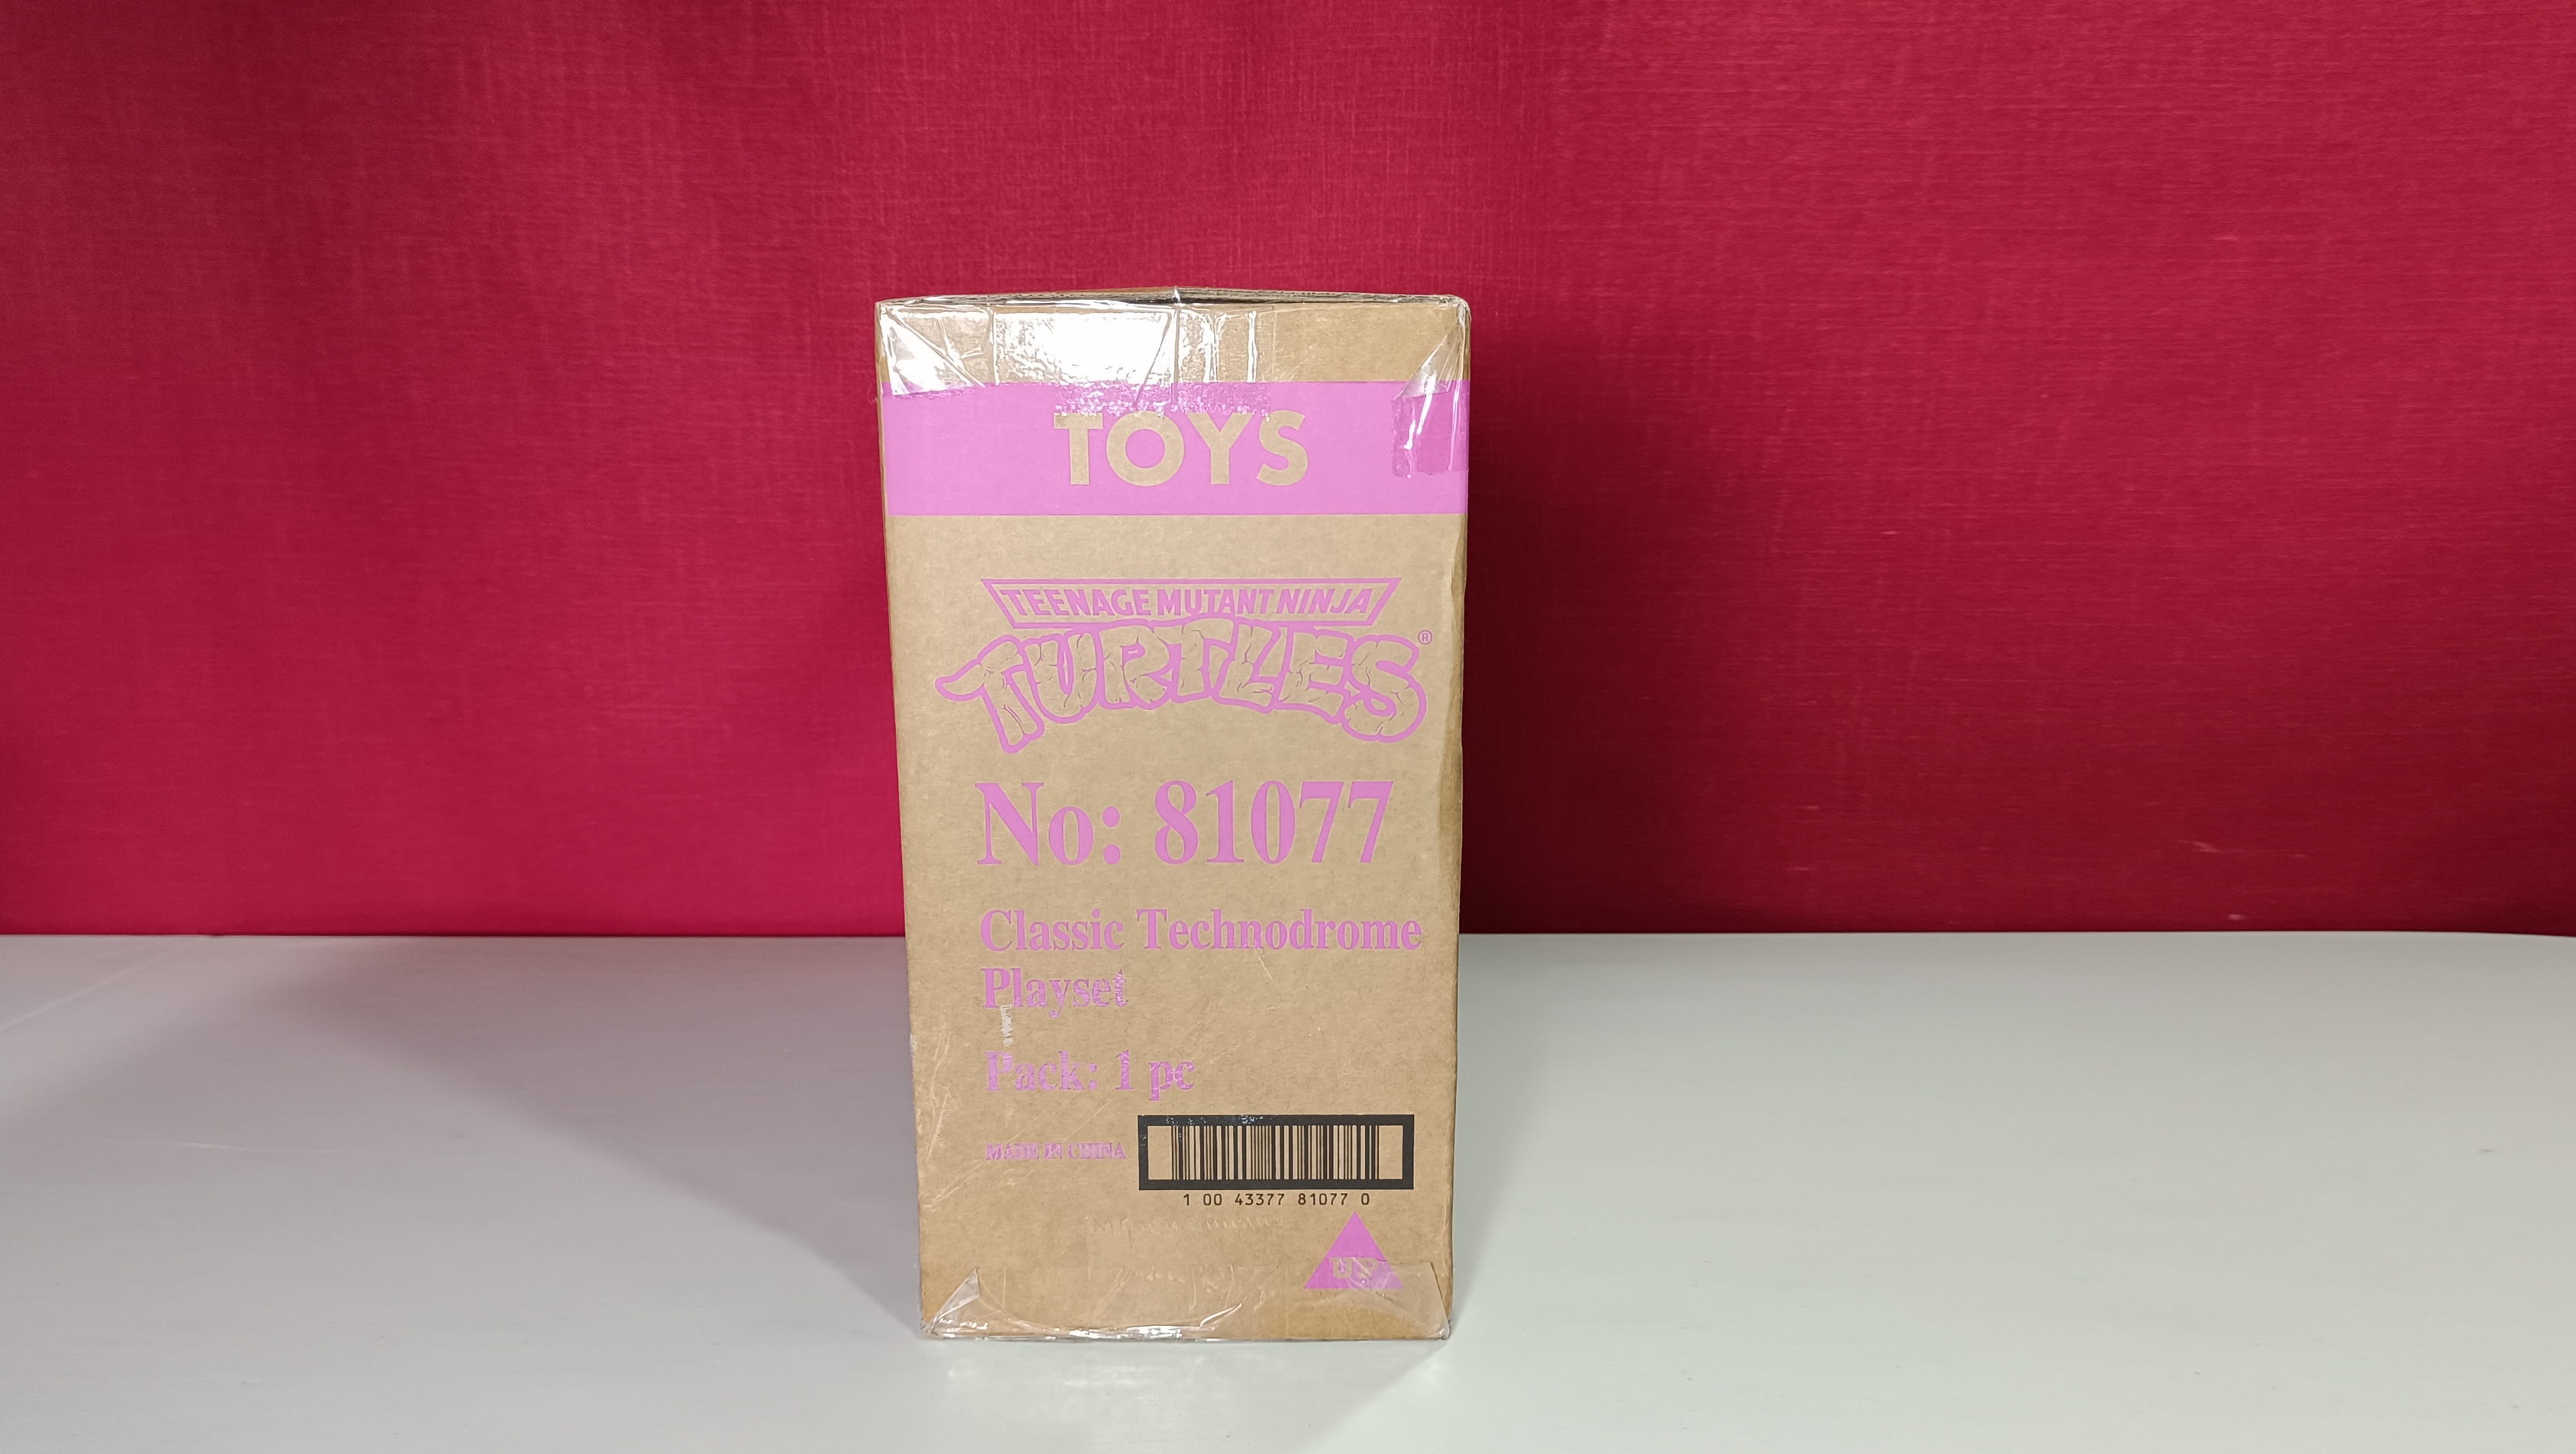 TOYS
TEENAGE MUTANT NINJA
TURTLES®
No: 81077
Classic Technodrome
Playset
Pack: 1 pc
MADE IN CHINA
1 00 43377 81077 0
UP